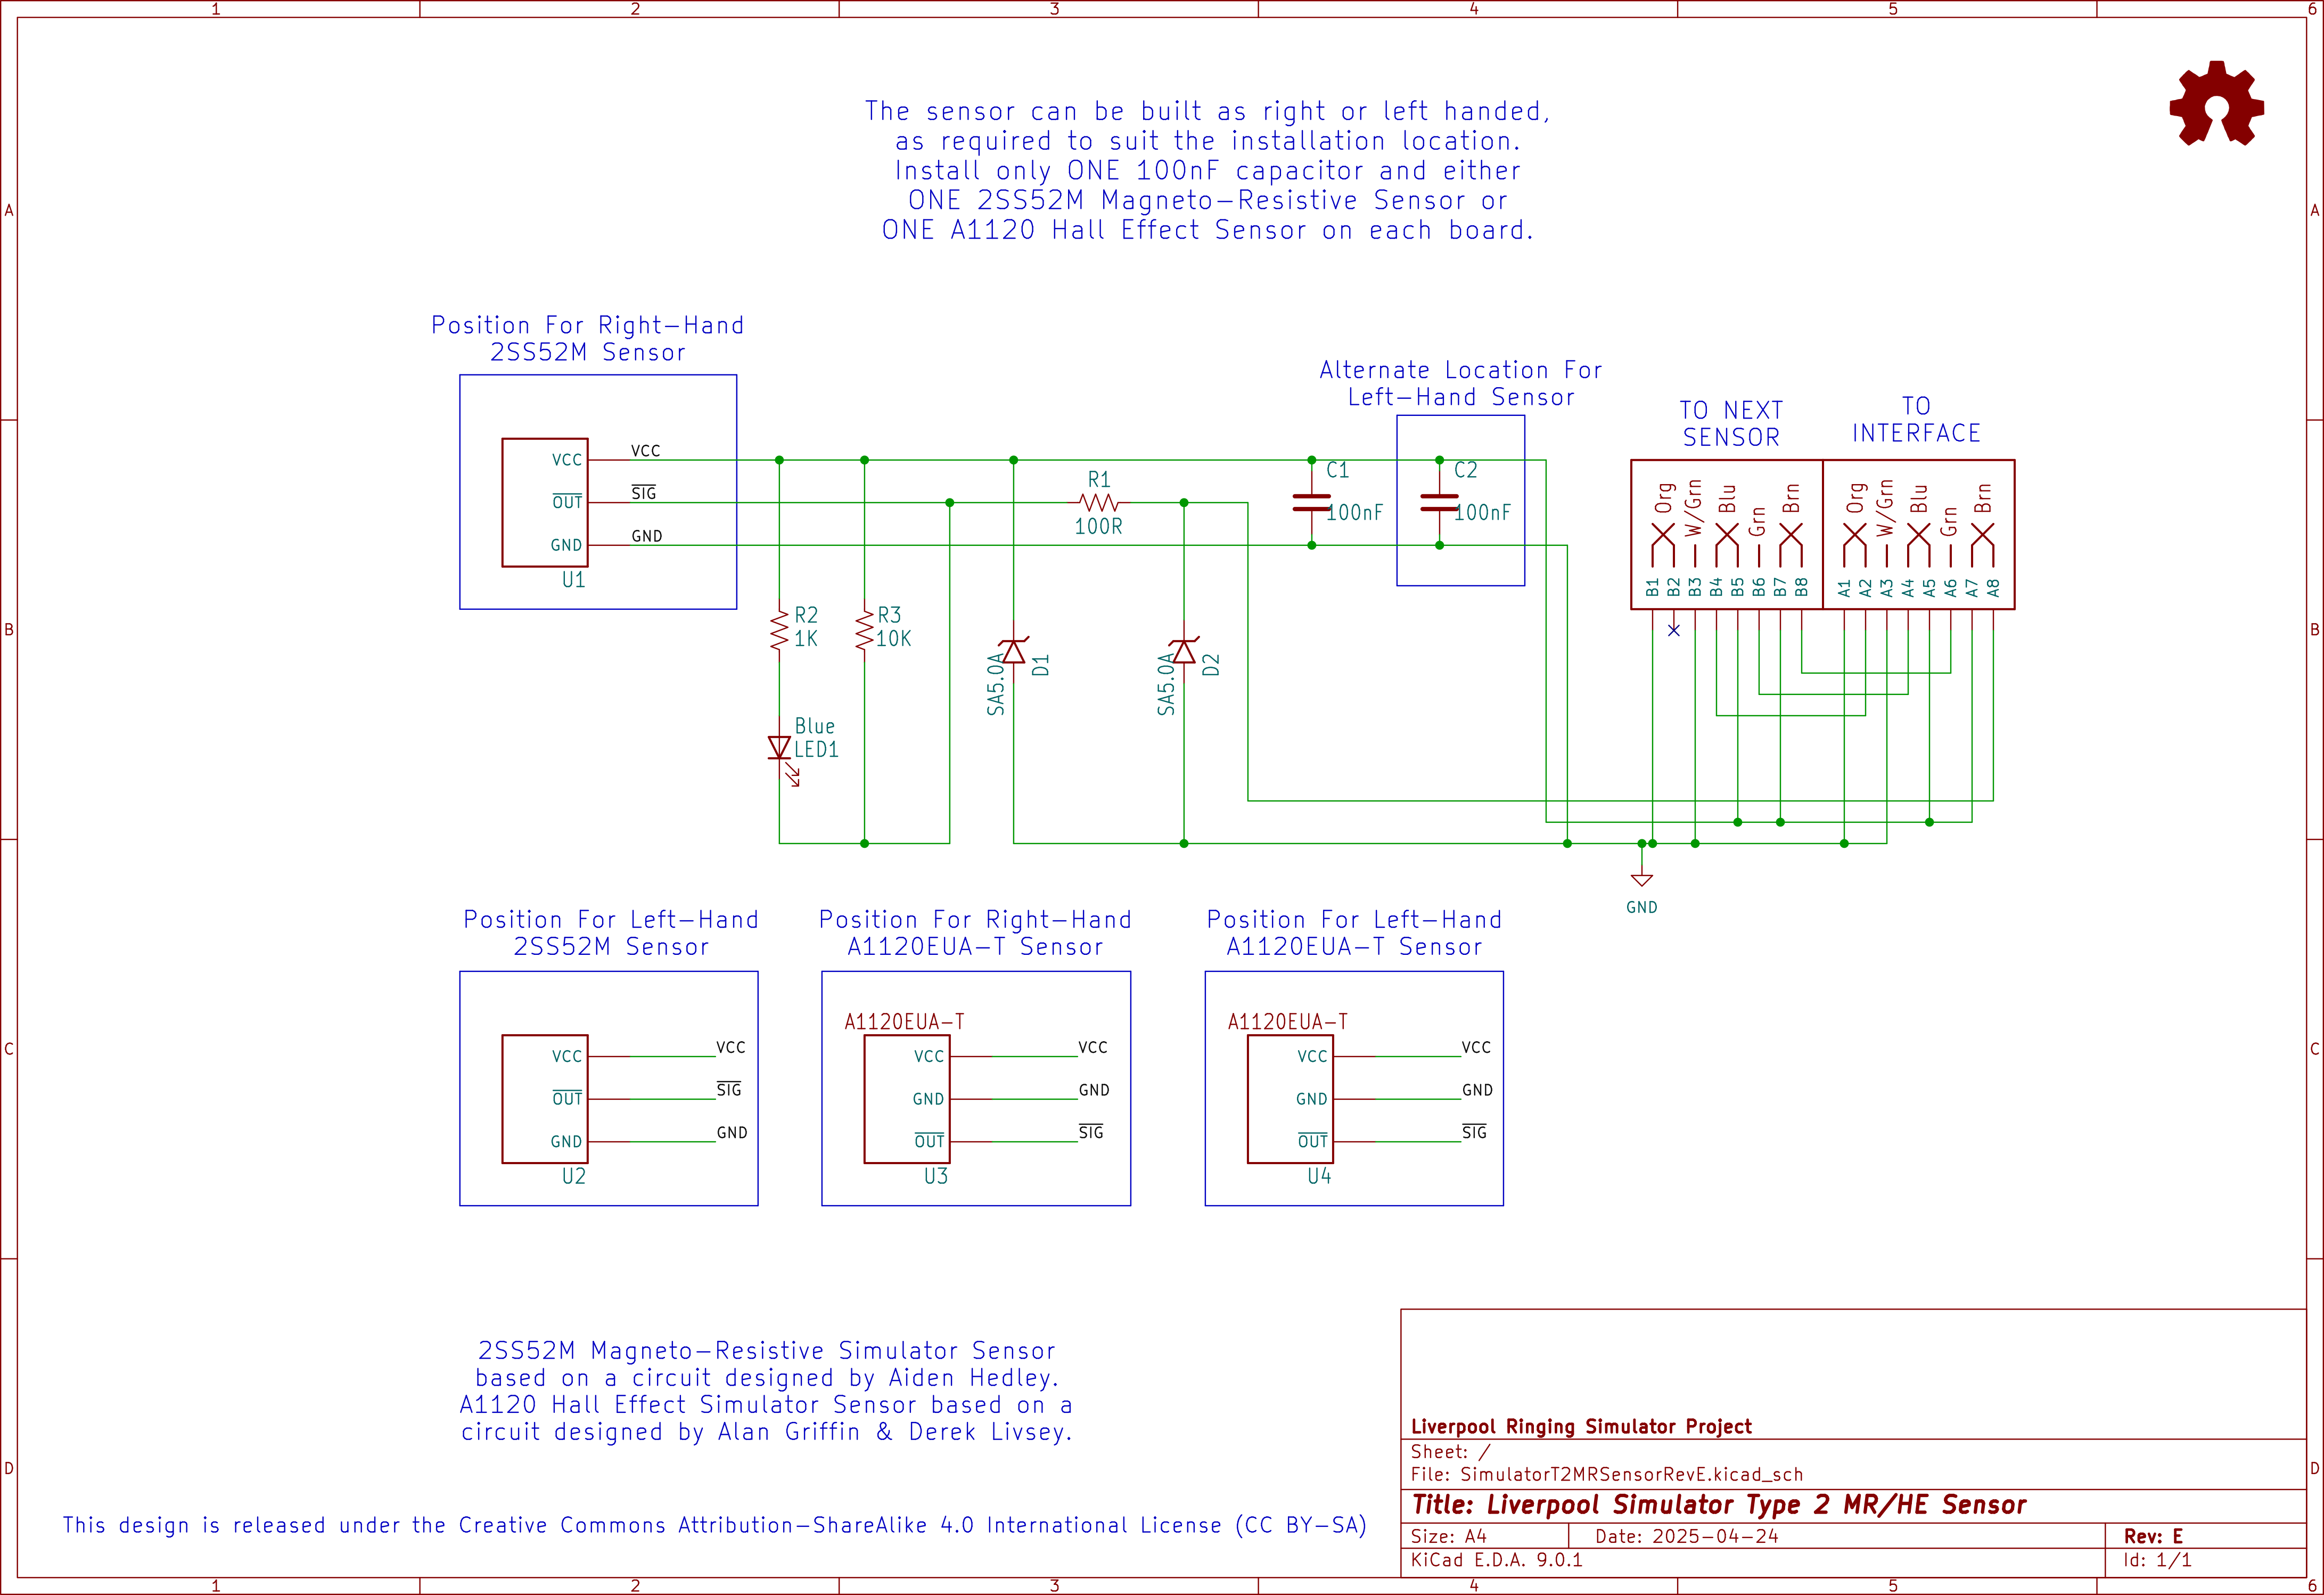 1 2 3 4 5 6
The sensor can be built as right or left handed,
as required to suit the installation location.
Install only ONE 100nF capacitor and either
ONE 2SS52M Magneto-Resistive Sensor or
ONE A1120 Hall Effect Sensor on each board.
A A
Position For Right-Hand
2SS52M Sensor
VCC VCC
OUT SIG
GND GND
U1
R2
1K
R3
10K
Blue
LED1
SA5.0A
D1
R1
100R
SA5.0A
D2
C1
100nF
Alternate Location For
Left-Hand Sensor
C2
100nF
TO NEXT
SENSOR
TO
INTERFACE
Org W/Grn Blu Grn Brn Org W/Grn Blu Grn Brn
B1 B2 B3 B4 B5 B6 B7 B8 A1 A2 A3 A4 A5 A6 A7 A8
B B
GND
Position For Left-Hand
2SS52M Sensor
VCC VCC
OUT SIG
GND GND
U2
Position For Right-Hand
A1120EUA-T Sensor
A1120EUA-T
VCC VCC
GND GND
OUT SIG
U3
Position For Left-Hand
A1120EUA-T Sensor
A1120EUA-T
VCC VCC
GND GND
OUT SIG
U4
C C
2SS52M Magneto-Resistive Simulator Sensor
based on a circuit designed by Aiden Hedley.
A1120 Hall Effect Simulator Sensor based on a
circuit designed by Alan Griffin & Derek Livsey.
This design is released under the Creative Commons Attribution-ShareAlike 4.0 International License (CC BY-SA)
D D
Liverpool Ringing Simulator Project
Sheet: /
File: SimulatorT2MRSensorRevE.kicad_sch
Title: Liverpool Simulator Type 2 MR/HE Sensor
Size: A4 Date: 2025-04-24 Rev: E
KiCad E.D.A. 9.0.1 Id: 1/1
1 2 3 4 5 6